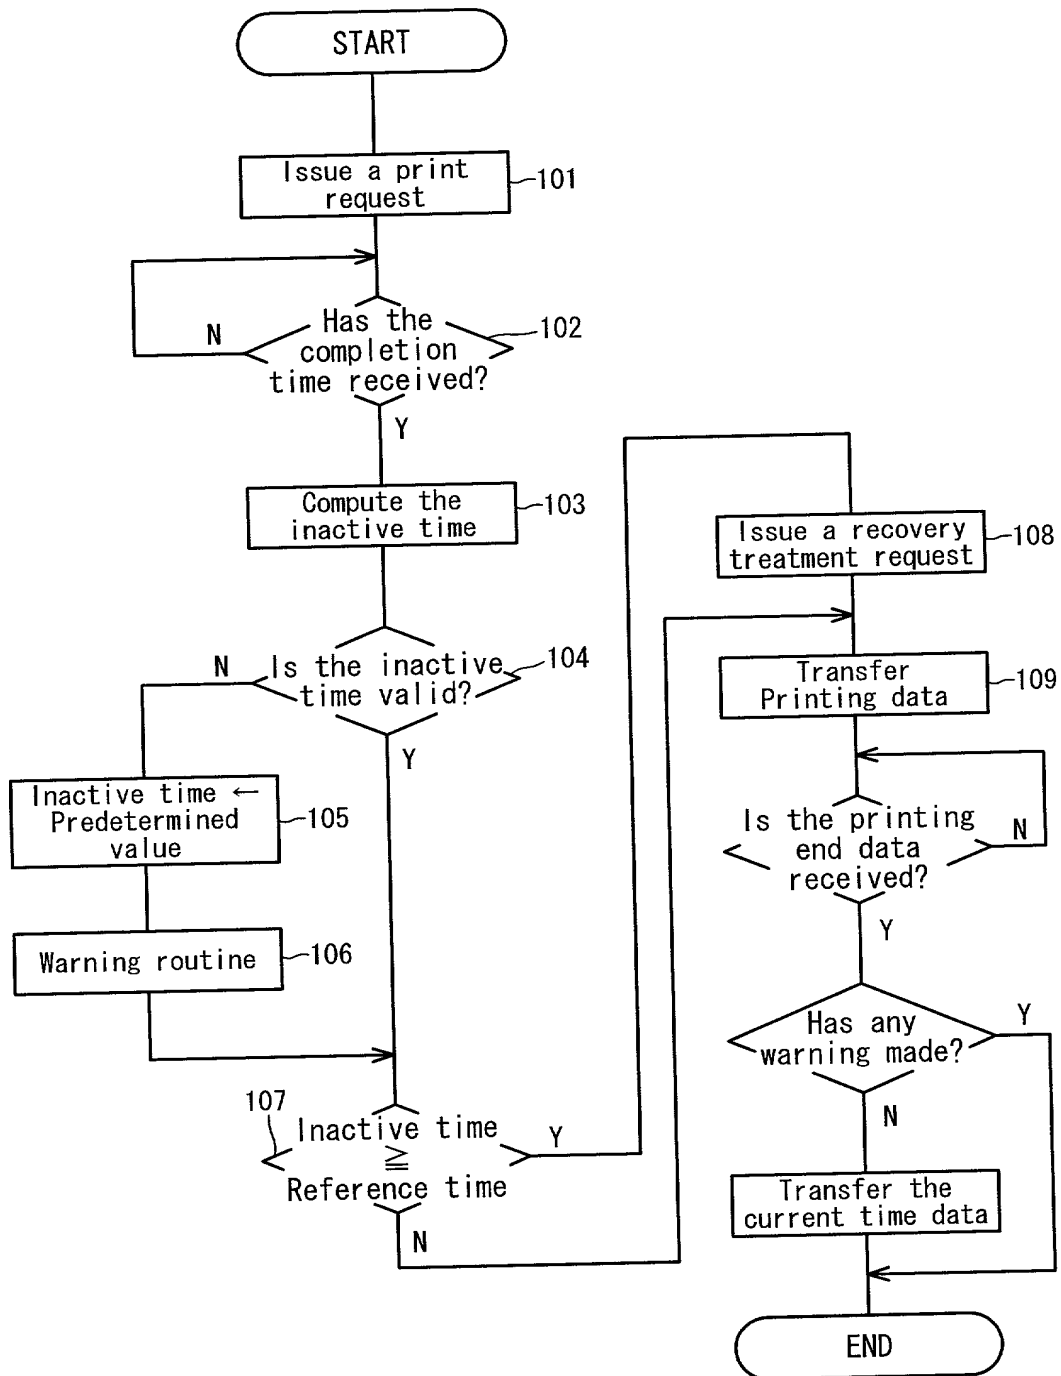 START
Issue a print
request
101
Has the
completion
time received?
102
N
Y
Compute the
inactive time
103
Is the inactive
time valid?
104
N
Y
Inactive time ←
Predetermined
value
105
Warning routine
106
107
Inactive time
≧
Reference time
Y
N
Issue a recovery
treatment request
108
Transfer
Printing data
109
Is the printing
end data
received?
N
Y
Has any
warning made?
Y
N
Transfer the
current time data
END